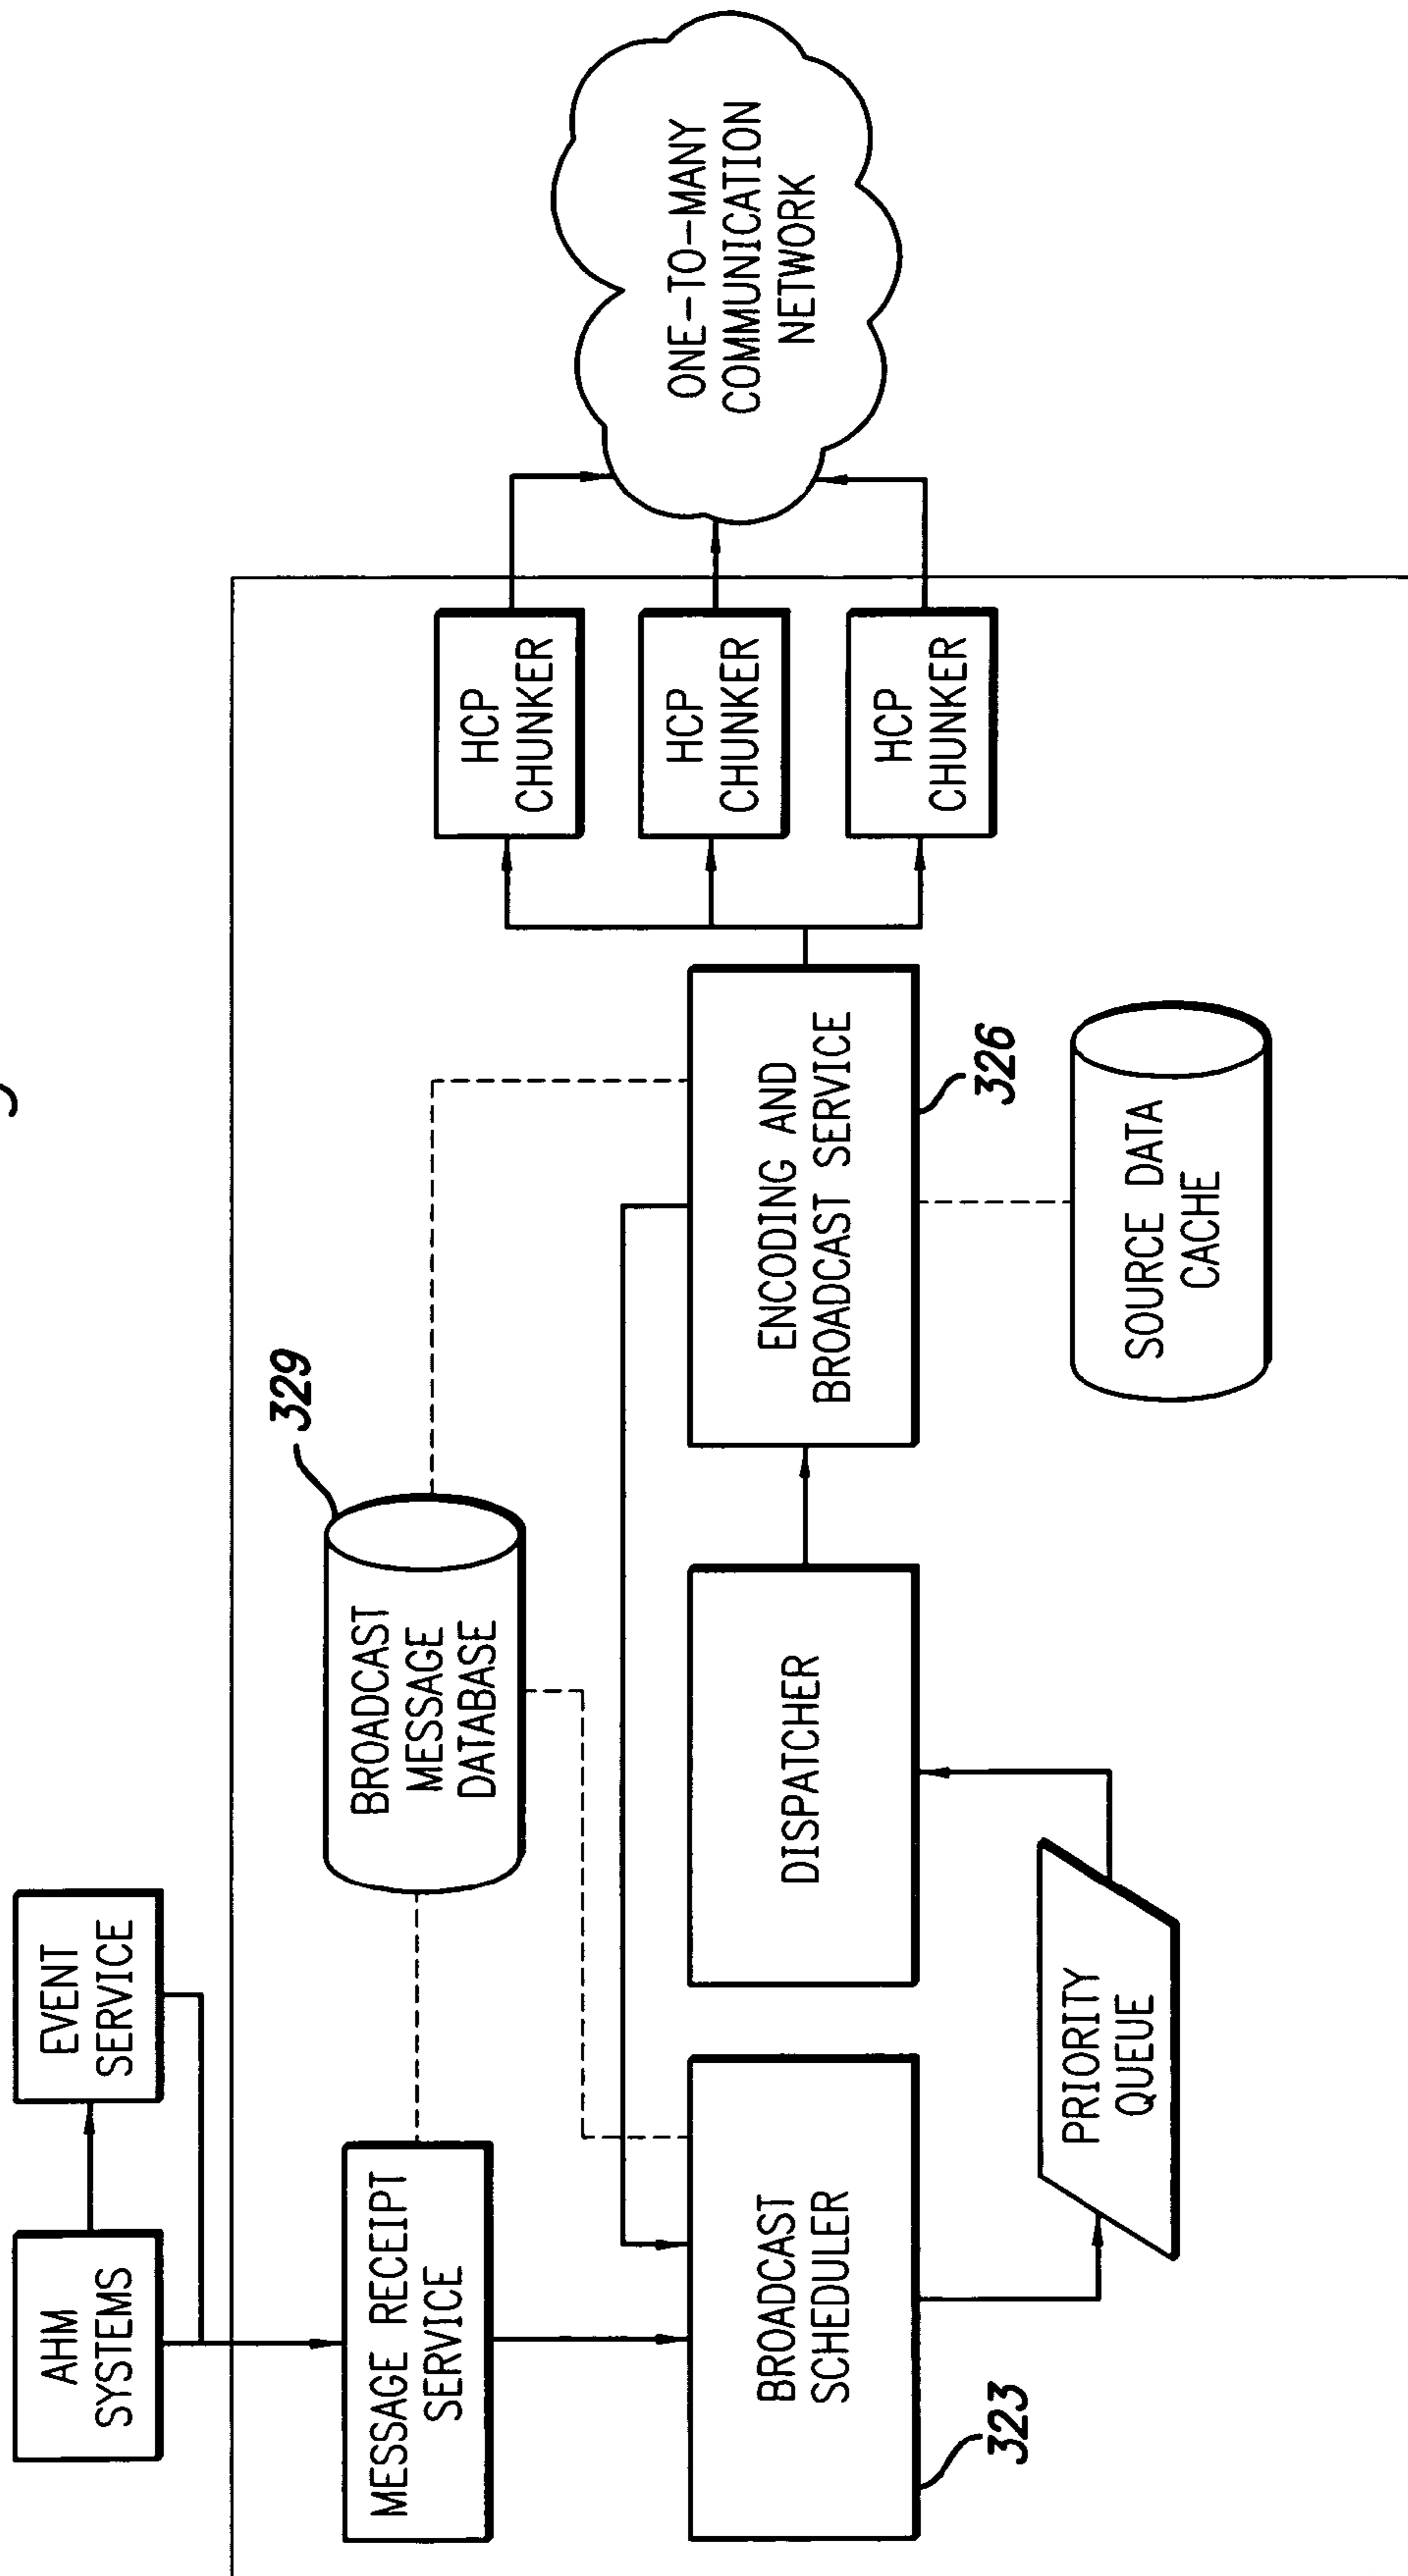 AHM
SYSTEMS
EVENT
SERVICE
MESSAGE RECEIPT
SERVICE
BROADCAST
MESSAGE
DATABASE
329
BROADCAST
SCHEDULER
323
DISPATCHER
PRIORITY
QUEUE
ENCODING AND
BROADCAST SERVICE
326
SOURCE DATA
CACHE
HCP
CHUNKER
HCP
CHUNKER
HCP
CHUNKER
ONE-TO-MANY
COMMUNICATION
NETWORK